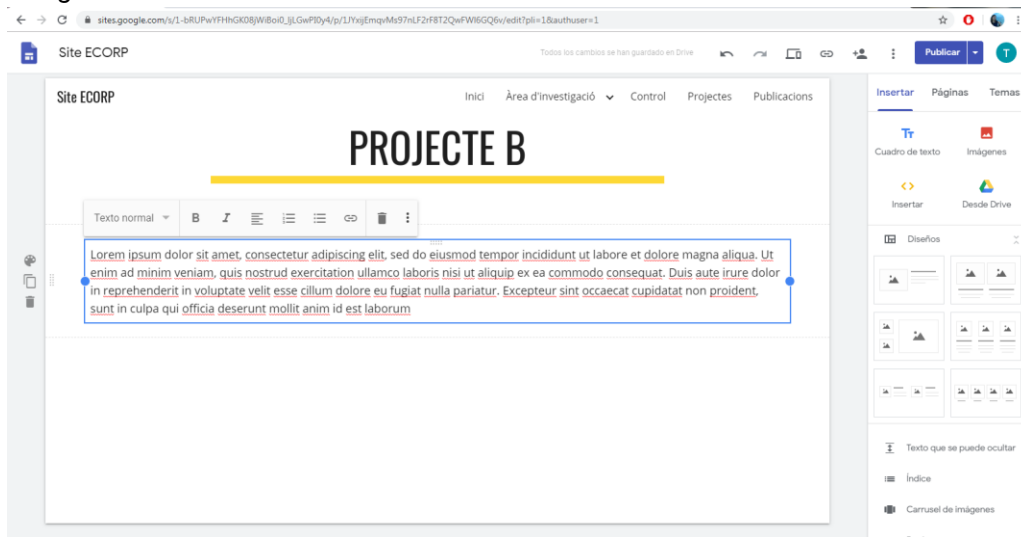 sites.google.com/s/1-bRUPwYFHhGK08jWiBoi0_ljLGwPI0y4/p/1JYxijEmqvMs97nLF2rF8T2QwFWl6GQ6v/edit?pli=1&authuser=1
Site ECORP
Todos los cambios se han guardado en Drive
Publicar
T
Site ECORP
Inici Àrea d'investigació Control Projectes Publicacions
Insertar Páginas Temas
PROJECTE B
Tт
Cuadro de texto Imágenes
Insertar Desde Drive
Texto normal B I
Diseños
Lorem ipsum dolor sit amet, consectetur adipiscing elit, sed do eiusmod tempor incididunt ut labore et dolore magna aliqua. Ut
enim ad minim veniam, quis nostrud exercitation ullamco laboris nisi ut aliquip ex ea commodo consequat. Duis aute irure dolor
in reprehenderit in voluptate velit esse cillum dolore eu fugiat nulla pariatur. Excepteur sint occaecat cupidatat non proident,
sunt in culpa qui officia deserunt mollit anim id est laborum
Texto que se puede ocultar
Índice
Carrusel de imágenes